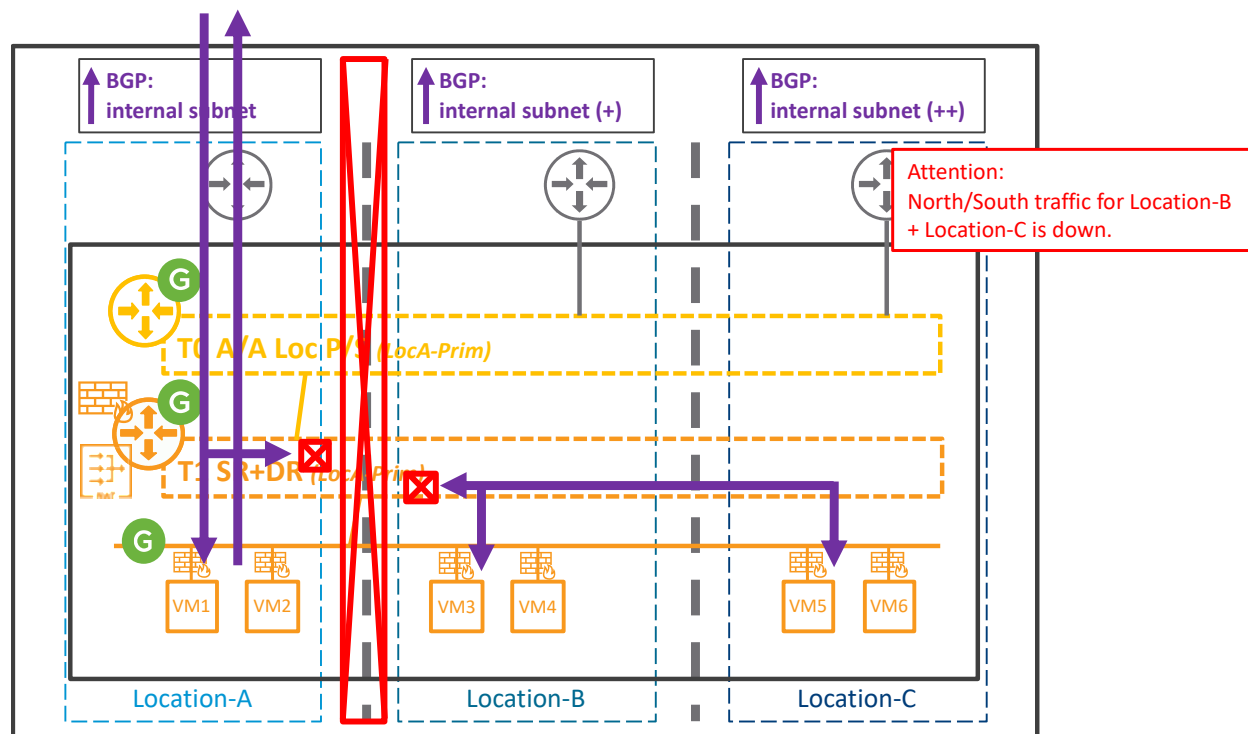 BGP:
internal subnet
BGP:
internal subnet (+)
BGP:
internal subnet (++)
Attention:
North/South traffic for Location-B
+ Location-C is down.
G
T0 A/A Loc P/S (LocA-Prim)
G
T1 SR+DR (LocA-Prim)
G
VM1
VM2
VM3
VM4
VM5
VM6
Location-A
Location-B
Location-C